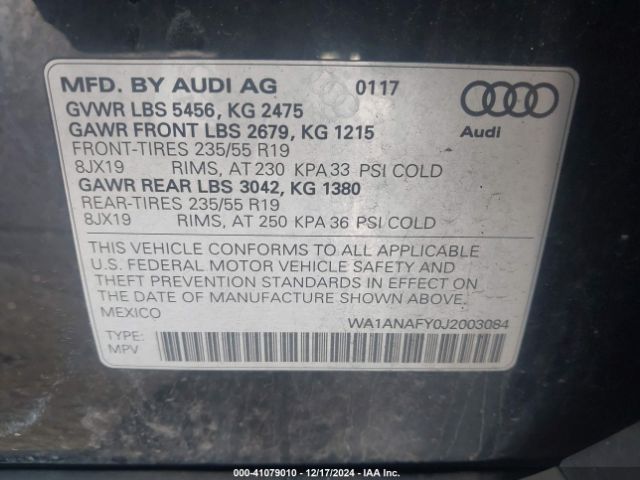 MFD. BY AUDI AG 0117
GVWR LBS 5456, KG 2475
GAWR FRONT LBS 2679, KG 1215
Audi
FRONT-TIRES 235/55 R19
8JX19 RIMS, AT 230 KPA 33 PSI COLD
GAWR REAR LBS 3042, KG 1380
REAR-TIRES 235/55 R19
8JX19 RIMS, AT 250 KPA 36 PSI COLD
THIS VEHICLE CONFORMS TO ALL APPLICABLE
U.S. FEDERAL MOTOR VEHICLE SAFETY AND
THEFT PREVENTION STANDARDS IN EFFECT ON
THE DATE OF MANUFACTURE SHOWN ABOVE.
MEXICO
WA1ANAFY0J2003084
TYPE:
MPV
000-41079010 - 12/17/2024 - IAA Inc.